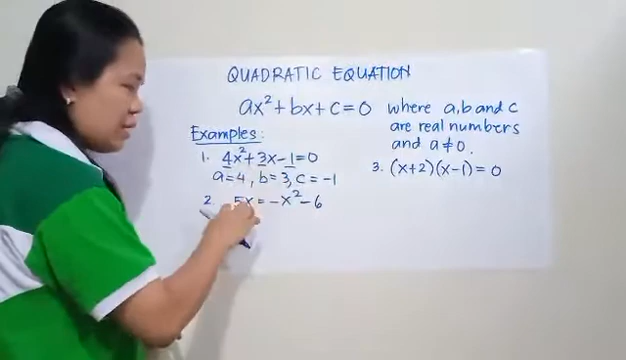 QUADRATIC EQUATION
ax²+bx+c=0 where a,b and c
are real numbers
and a≠0.
Examples:
1. 4x²+3x-1=0
a=4, b=3, c=-1
2. 5x=-x²-6
3. (x+2)(x-1)=0